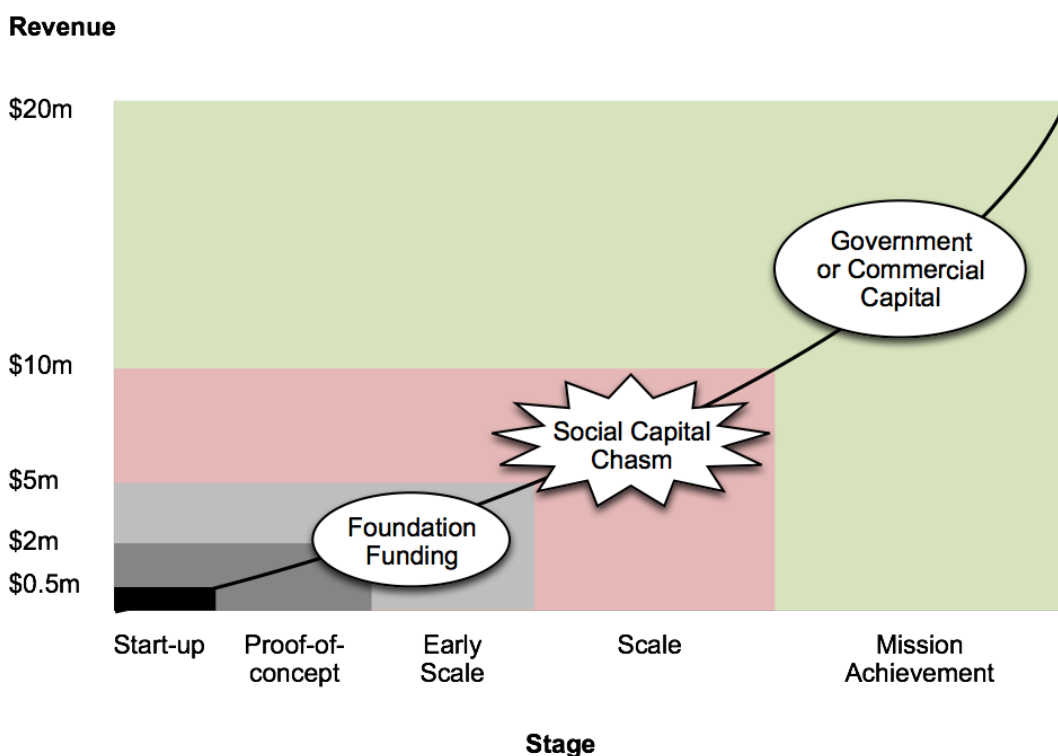 Revenue
$20m
Government
or Commercial
Capital
$10m
Social Capital
Chasm
$5m
Foundation
Funding
$2m
$0.5m
Start-up
Proof-of-
concept
Early
Scale
Scale
Mission
Achievement
Stage